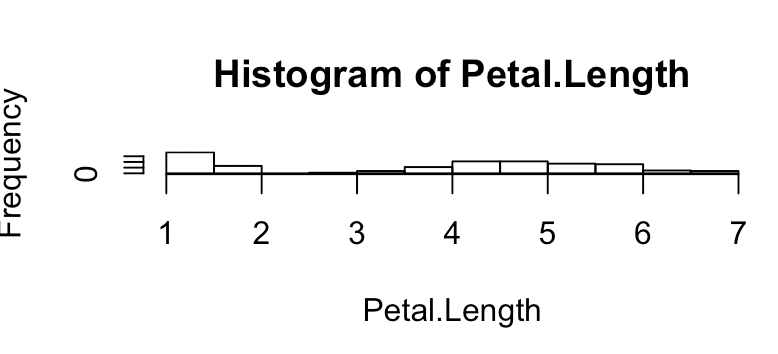 Histogram of Petal.Length
Frequency
0
1 2 3 4 5 6 7
Petal.Length